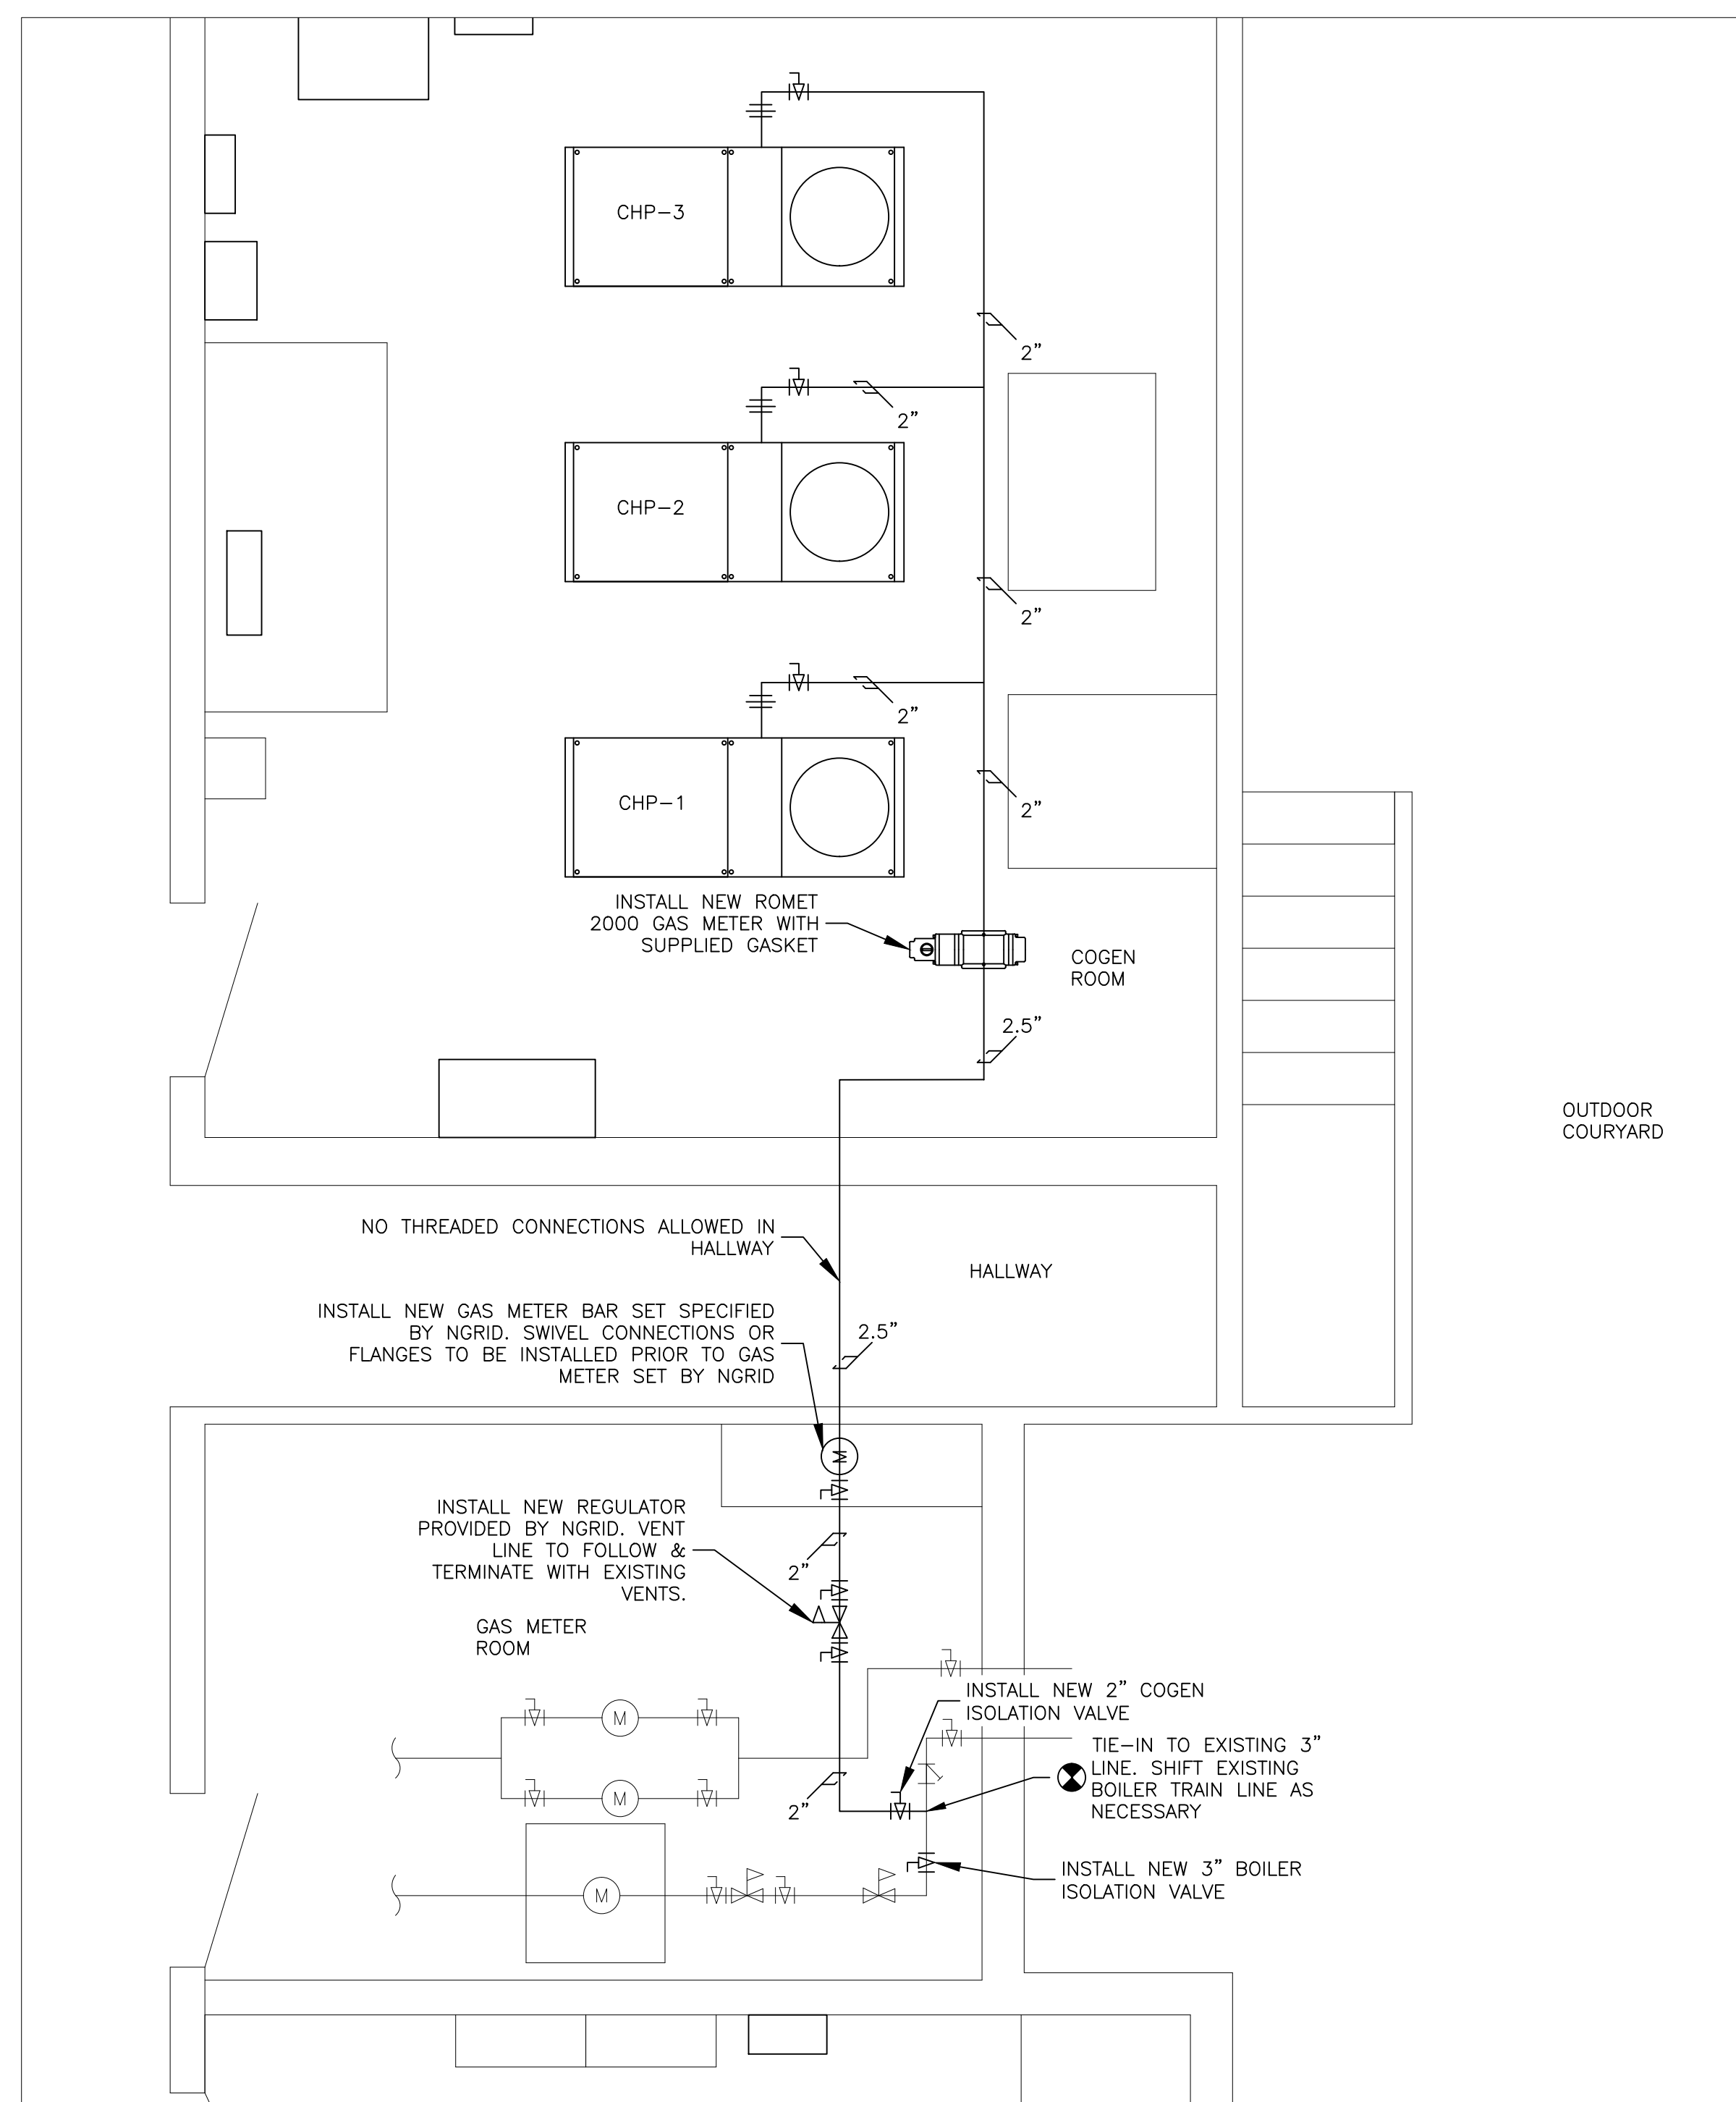 CHP-3
2"
2"
CHP-2
2"
2"
CHP-1
2"
INSTALL NEW ROMET
2000 GAS METER WITH
SUPPLIED GASKET
COGEN
ROOM
2.5"
OUTDOOR
COURYARD
NO THREADED CONNECTIONS ALLOWED IN
HALLWAY
HALLWAY
INSTALL NEW GAS METER BAR SET SPECIFIED
BY NGRID. SWIVEL CONNECTIONS OR
FLANGES TO BE INSTALLED PRIOR TO GAS
METER SET BY NGRID
2.5"
M
INSTALL NEW REGULATOR
PROVIDED BY NGRID. VENT
LINE TO FOLLOW &
TERMINATE WITH EXISTING
VENTS.
2"
GAS METER
ROOM
INSTALL NEW 2" COGEN
ISOLATION VALVE
M
TIE-IN TO EXISTING 3"
LINE. SHIFT EXISTING
BOILER TRAIN LINE AS
NECESSARY
M
2"
INSTALL NEW 3" BOILER
ISOLATION VALVE
M